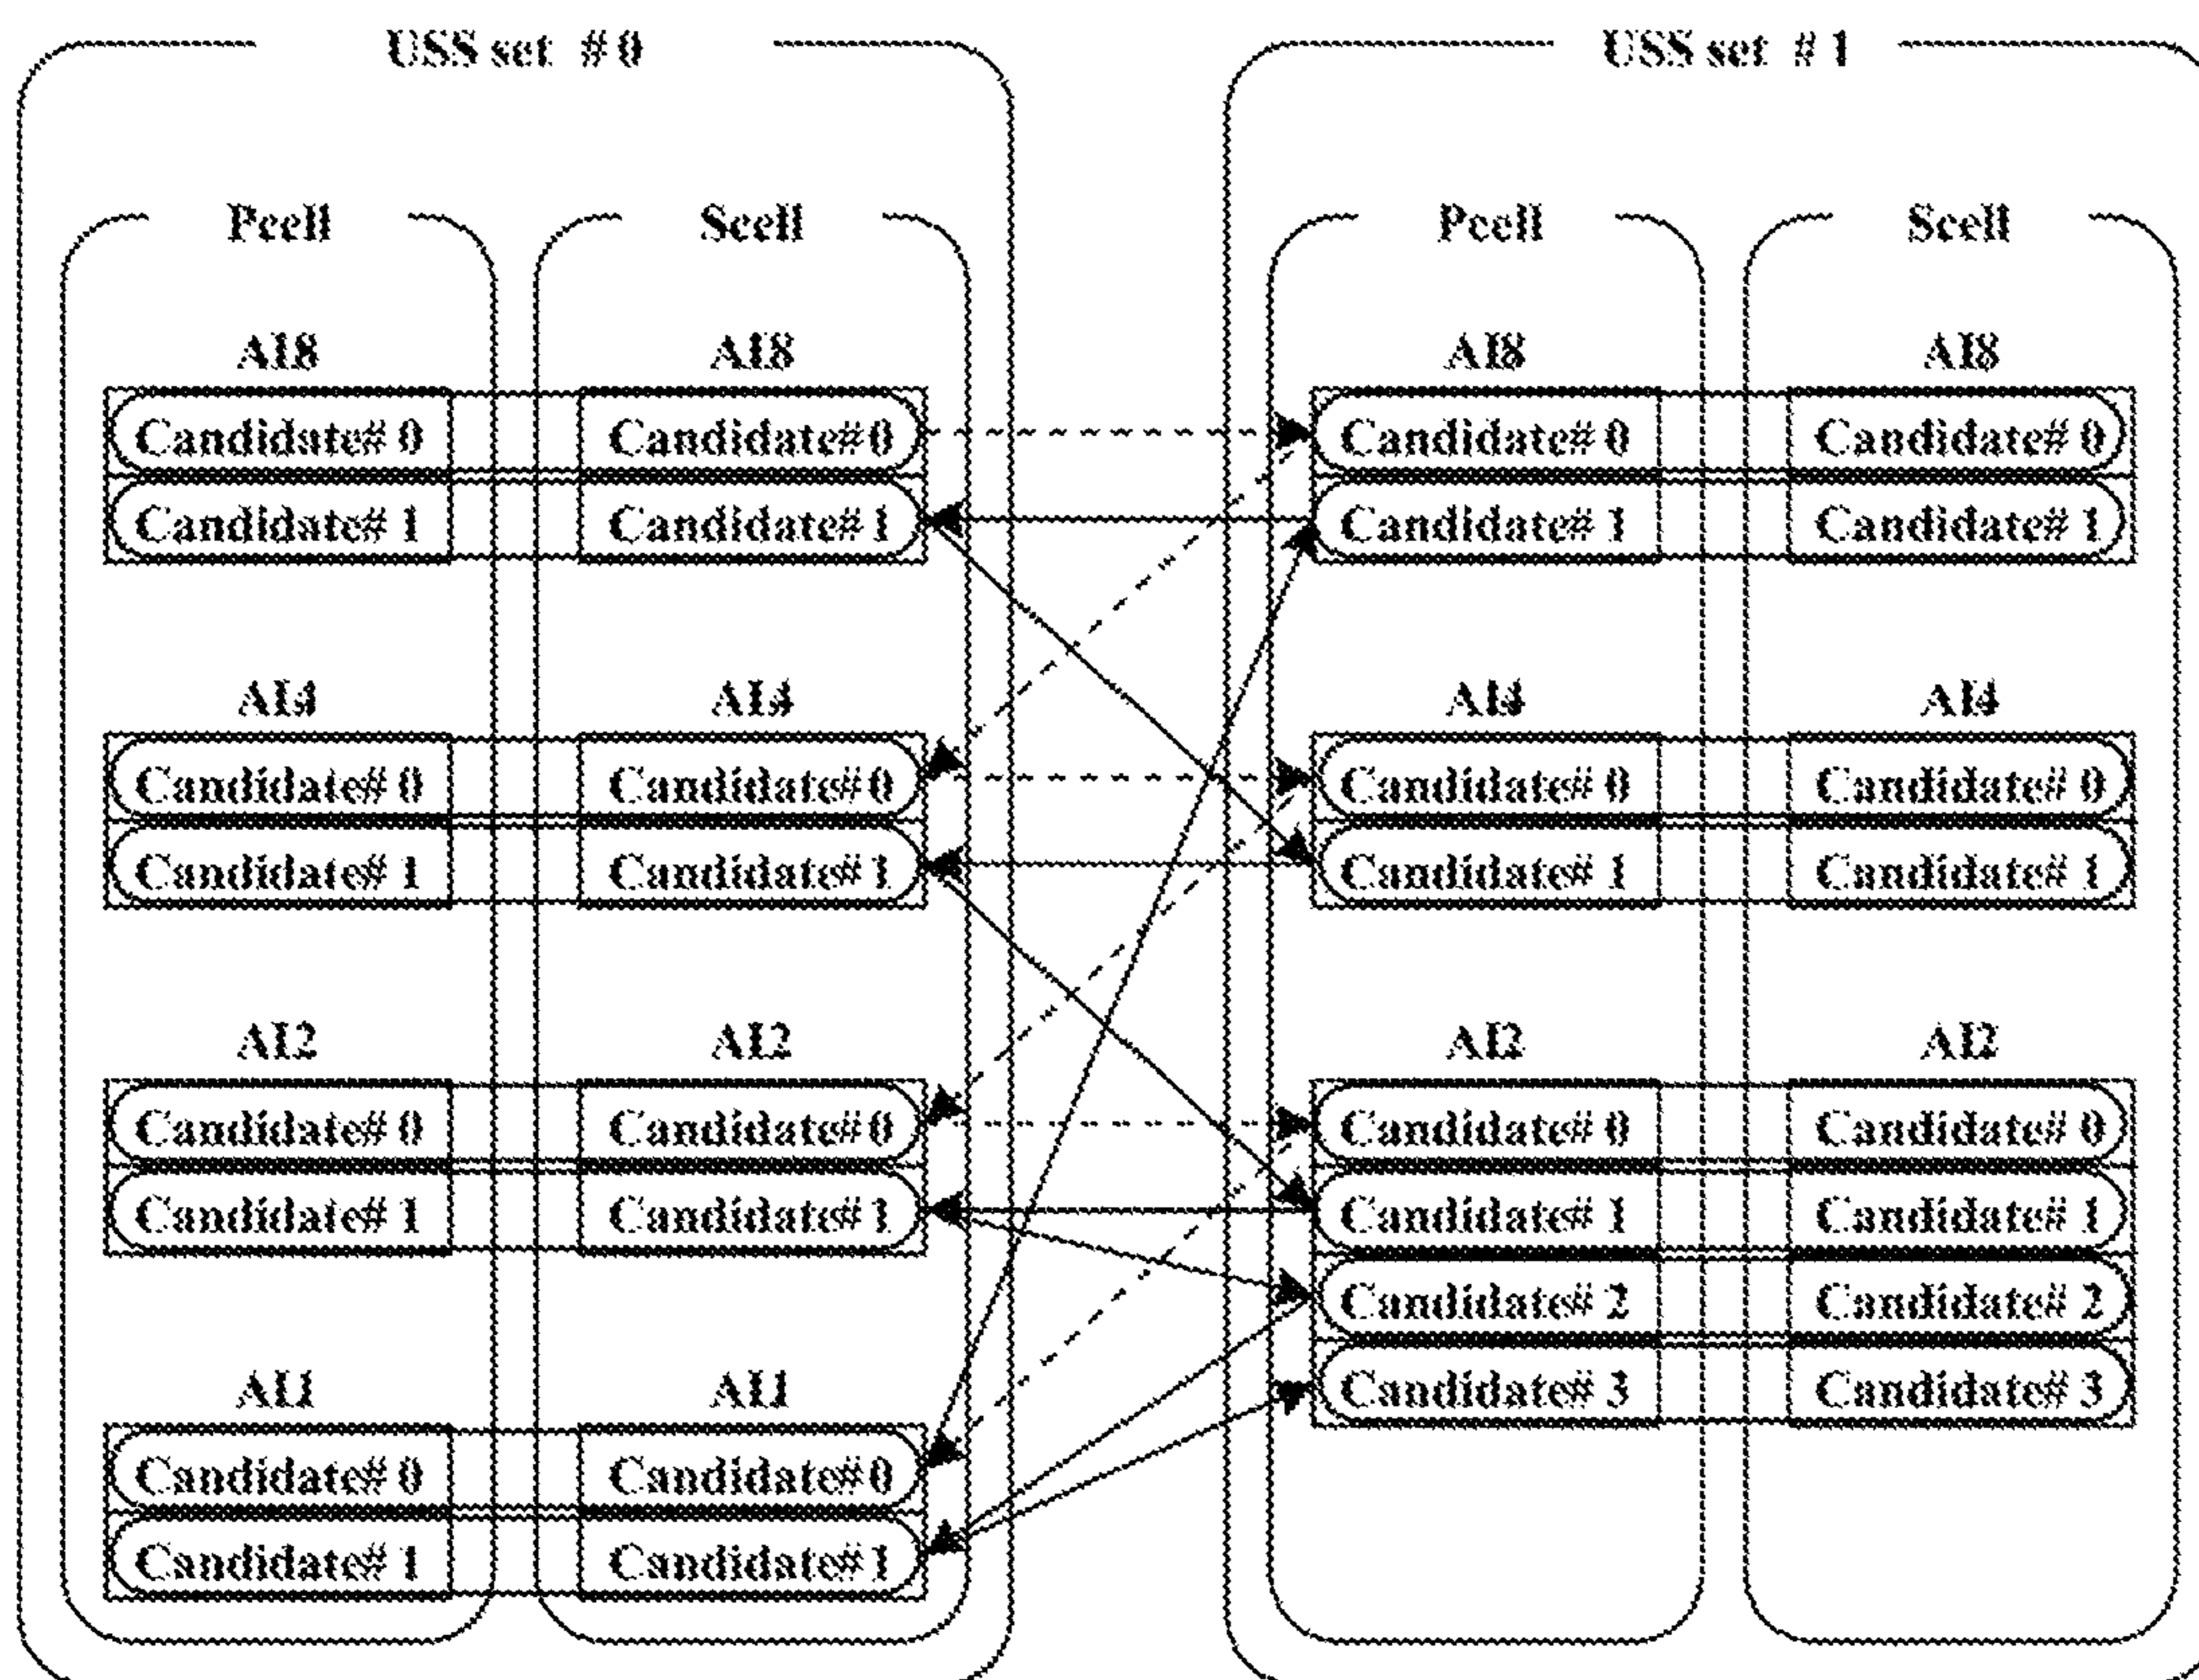 USS set # 0 USS set # 1
Pcell Scell Pcell Scell
AL8 AL8 AL8 AL8
Candidate# 0 Candidate# 0 Candidate# 0 Candidate# 0
Candidate# 1 Candidate# 1 Candidate# 1 Candidate# 1
AL4 AL4 AL4 AL4
Candidate# 0 Candidate# 0 Candidate# 0 Candidate# 0
Candidate# 1 Candidate# 1 Candidate# 1 Candidate# 1
AL2 AL2 AL2 AL2
Candidate# 0 Candidate# 0 Candidate# 0 Candidate# 0
Candidate# 1 Candidate# 1 Candidate# 1 Candidate# 1
Candidate# 2 Candidate# 2
AL1 AL1 Candidate# 3 Candidate# 3
Candidate# 0 Candidate# 0
Candidate# 1 Candidate# 1